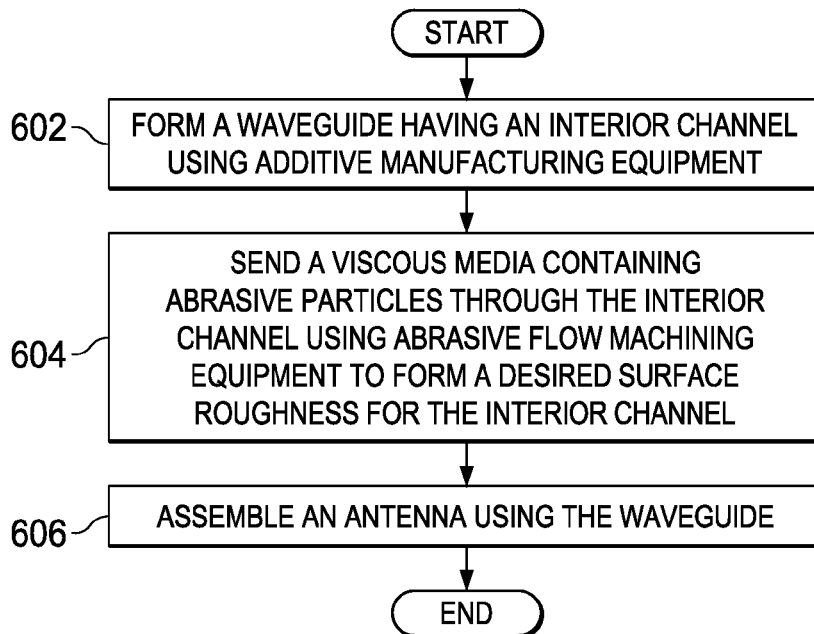 START
602
FORM A WAVEGUIDE HAVING AN INTERIOR CHANNEL
USING ADDITIVE MANUFACTURING EQUIPMENT
604
SEND A VISCOUS MEDIA CONTAINING
ABRASIVE PARTICLES THROUGH THE INTERIOR
CHANNEL USING ABRASIVE FLOW MACHINING
EQUIPMENT TO FORM A DESIRED SURFACE
ROUGHNESS FOR THE INTERIOR CHANNEL
606
ASSEMBLE AN ANTENNA USING THE WAVEGUIDE
END